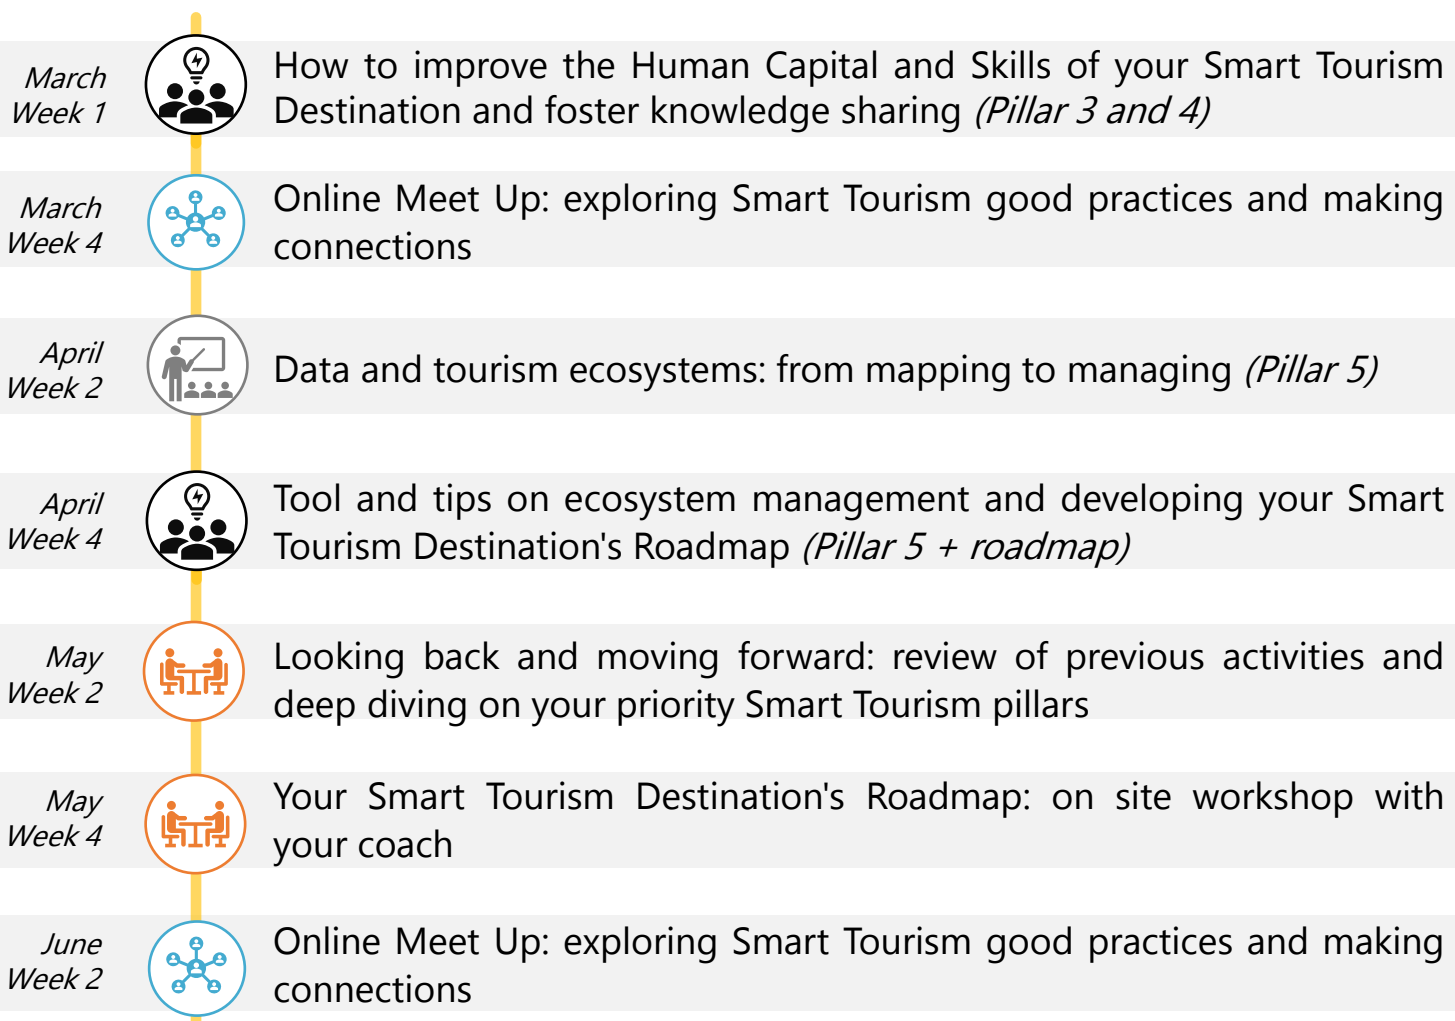 March
Week 1
How to improve the Human Capital and Skills of your Smart Tourism
Destination and foster knowledge sharing (Pillar 3 and 4)
March
Week 4
Online Meet Up: exploring Smart Tourism good practices and making
connections
April
Week 2
Data and tourism ecosystems: from mapping to managing (Pillar 5)
April
Week 4
Tool and tips on ecosystem management and developing your Smart
Tourism Destination's Roadmap (Pillar 5 + roadmap)
May
Week 2
Looking back and moving forward: review of previous activities and
deep diving on your priority Smart Tourism pillars
May
Week 4
Your Smart Tourism Destination's Roadmap: on site workshop with
your coach
June
Week 2
Online Meet Up: exploring Smart Tourism good practices and making
connections